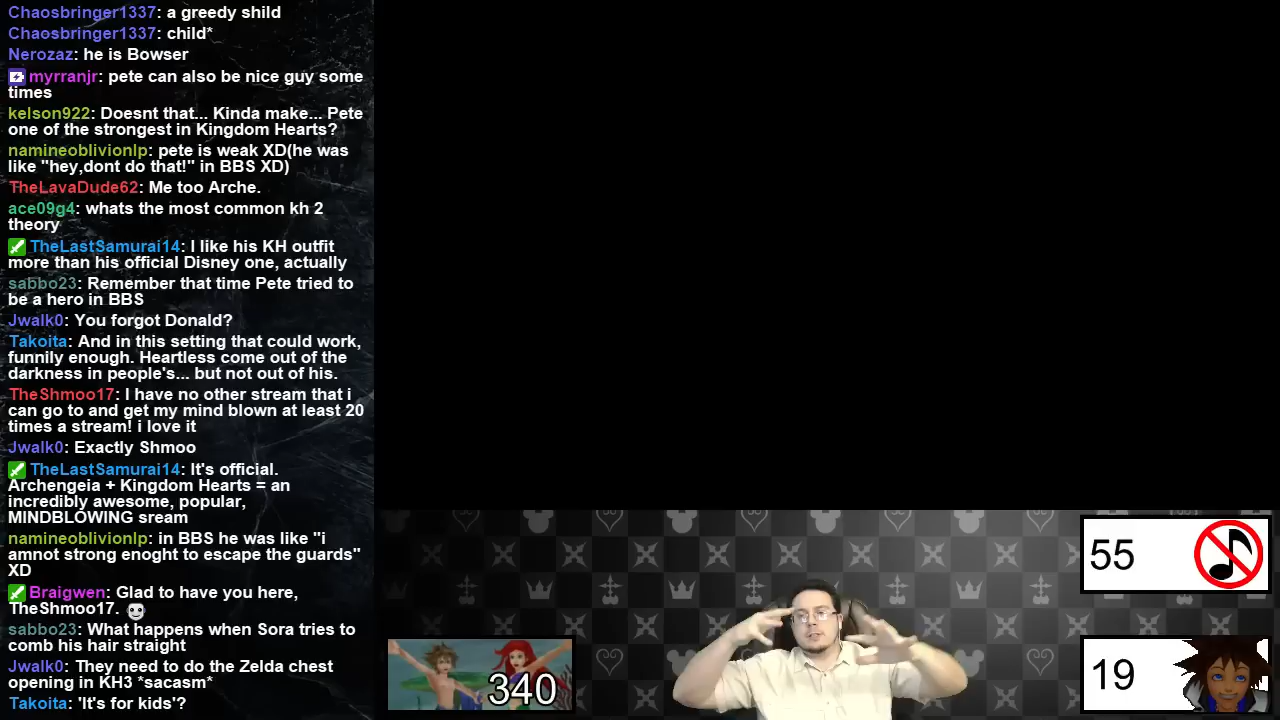 Chaosbringer1337: a greedy shild
Chaosbringer1337: child*
Nerozaz: he is Bowser
myrranjr: pete can also be nice guy some
times
kelson922: Doesnt that... Kinda make... Pete
one of the strongest in Kingdom Hearts?
namineoblivionlp: pete is weak XD(he was
like "hey,dont do that!" in BBS XD)
TheLavaDude62: Me too Arche.
ace09g4: whats the most common kh 2
theory
TheLastSamurai14: I like his KH outfit
more than his official Disney one, actually
sabbo23: Remember that time Pete tried to
be a hero in BBS
Jwalk0: You forgot Donald?
Takoita: And in this setting that could work,
funnily enough. Heartless come out of the
darkness in people's... but not out of his.
TheShmoo17: I have no other stream that i
can go to and get my mind blown at least 20
times a stream! i love it
Jwalk0: Exactly Shmoo
TheLastSamurai14: It's official.
Archengeia + Kingdom Hearts = an
incredibly awesome, popular,
MINDBLOWING sream
namineoblivionlp: in BBS he was like "i
amnot strong enoght to escape the guards"
XD
Braigwen: Glad to have you here,
TheShmoo17.
sabbo23: What happens when Sora tries to
comb his hair straight
Jwalk0: They need to do the Zelda chest
opening in KH3 *sacasm*
Takoita: 'It's for kids'?
340
55
19